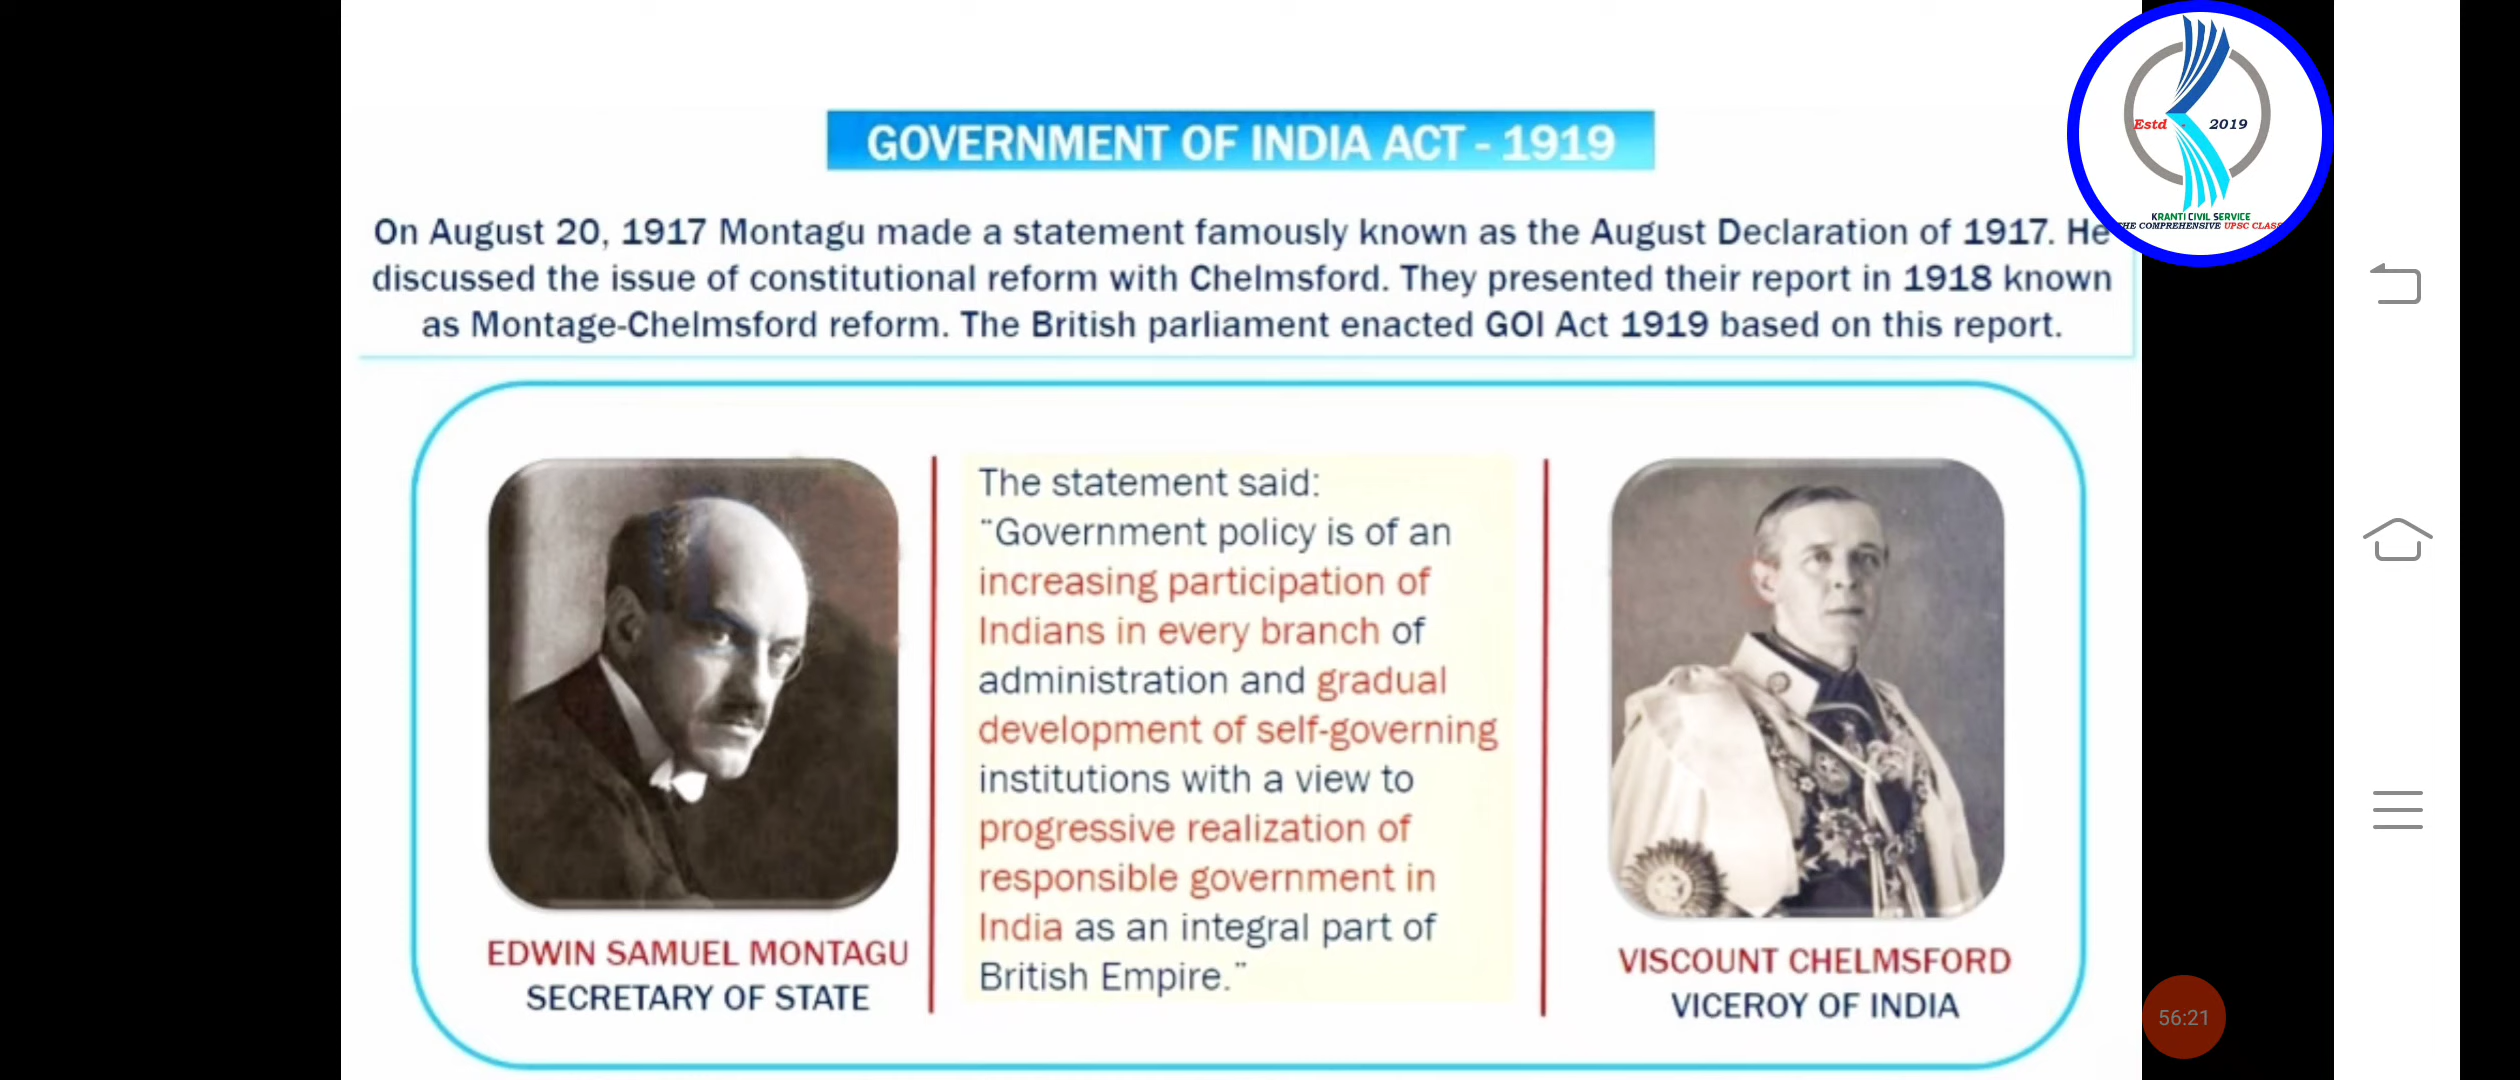 GOVERNMENT OF INDIA ACT - 1919
On August 20, 1917 Montagu made a statement famously known as the August Declaration of 1917. He
discussed the issue of constitutional reform with Chelmsford. They presented their report in 1918 known
as Montage-Chelmsford reform. The British parliament enacted GOI Act 1919 based on this report.
Estd - 2019
KRANTI CIVIL SERVICE
THE COMPREHENSIVE UPSC CLASS
The statement said:
"Government policy is of an
increasing participation of
Indians in every branch of
administration and gradual
development of self-governing
institutions with a view to
progressive realization of
responsible government in
India as an integral part of
British Empire."
EDWIN SAMUEL MONTAGU
SECRETARY OF STATE
VISCOUNT CHELMSFORD
VICEROY OF INDIA
56:21